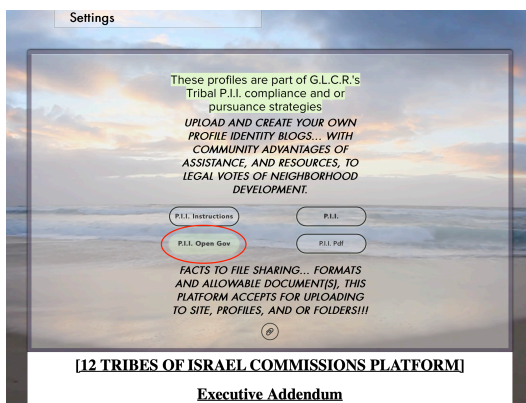 Settings
These profiles are part of G.L.C.R.'s
Tribal P.I.I. compliance and or
pursuance strategies
UPLOAD AND CREATE YOUR OWN
PROFILE IDENTITY BLOGS... WITH
COMMUNITY ADVANTAGES OF
ASSISTANCE, AND RESOURCES, TO
LEGAL VOTES OF NEIGHBORHOOD
DEVELOPMENT.
P.I.I. Instructions
P.I.I.
P.I.I. Open Gov
P.I.I. Pdf
FACTS TO FILE SHARING... FORMATS
AND ALLOWABLE DOCUMENT(S), THIS
PLATFORM ACCEPTS FOR UPLOADING
TO SITE, PROFILES, AND OR FOLDERS!!!
[12 TRIBES OF ISRAEL COMMISSIONS PLATFORM]
Executive Addendum